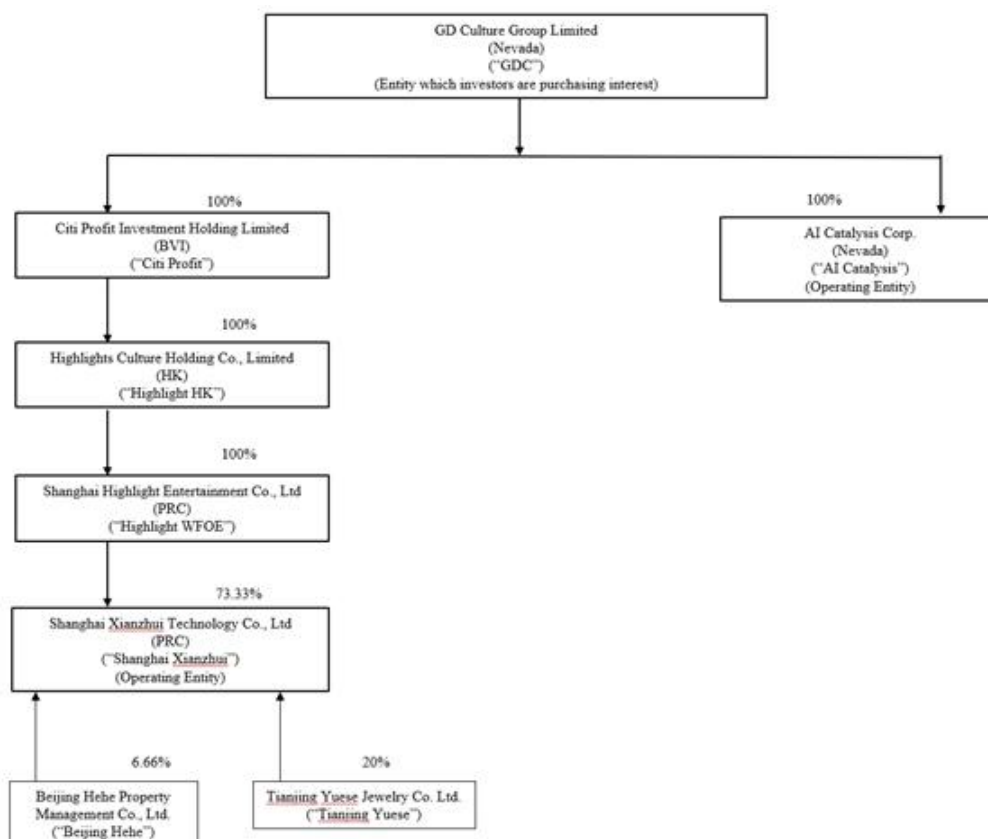 GD Culture Group Limited
(Nevada)
("GDC")
(Entity which investors are purchasing interest)
100%
100%
Citi Profit Investment Holding Limited
(BVI)
("Citi Profit")
AI Catalysis Corp.
(Nevada)
("AI Catalysis")
(Operating Entity)
100%
Highlights Culture Holding Co., Limited
(HK)
("Highlight HK")
100%
Shanghai Highlight Entertainment Co., Ltd
(PRC)
("Highlight WFOE")
73.33%
Shanghai Xianzhui Technology Co., Ltd
(PRC)
("Shanghai Xianzhui")
(Operating Entity)
6.66%
20%
Beijing Hehe Property
Management Co., Ltd.
("Beijing Hehe")
Tianjing Yuese Jewelry Co. Ltd.
("Tianjing Yuese")